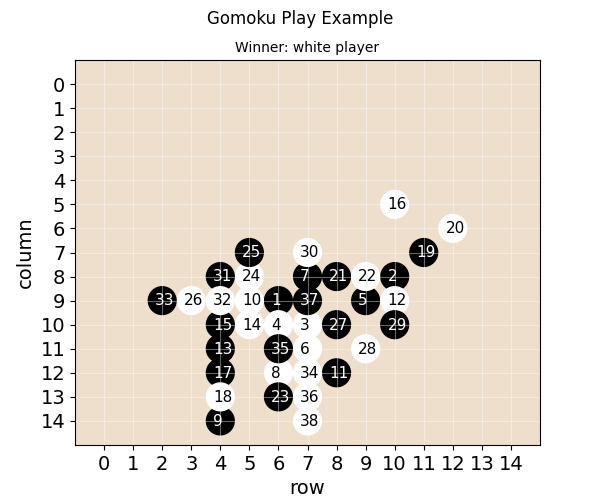 Gomoku Play Example
Winner: white player
0
1
2
3
4
5 16
6 20
7 25 30 19
8 31 24 7 21 22 2
column
9 33 26 32 10 1 37 5 12
10 15 14 4 3 27 29
11 13 35 6 28
12 17 8 34 11
13 18 23 36
14 9 38
0 1 2 3 4 5 6 7 8 9 10 11 12 13 14
row